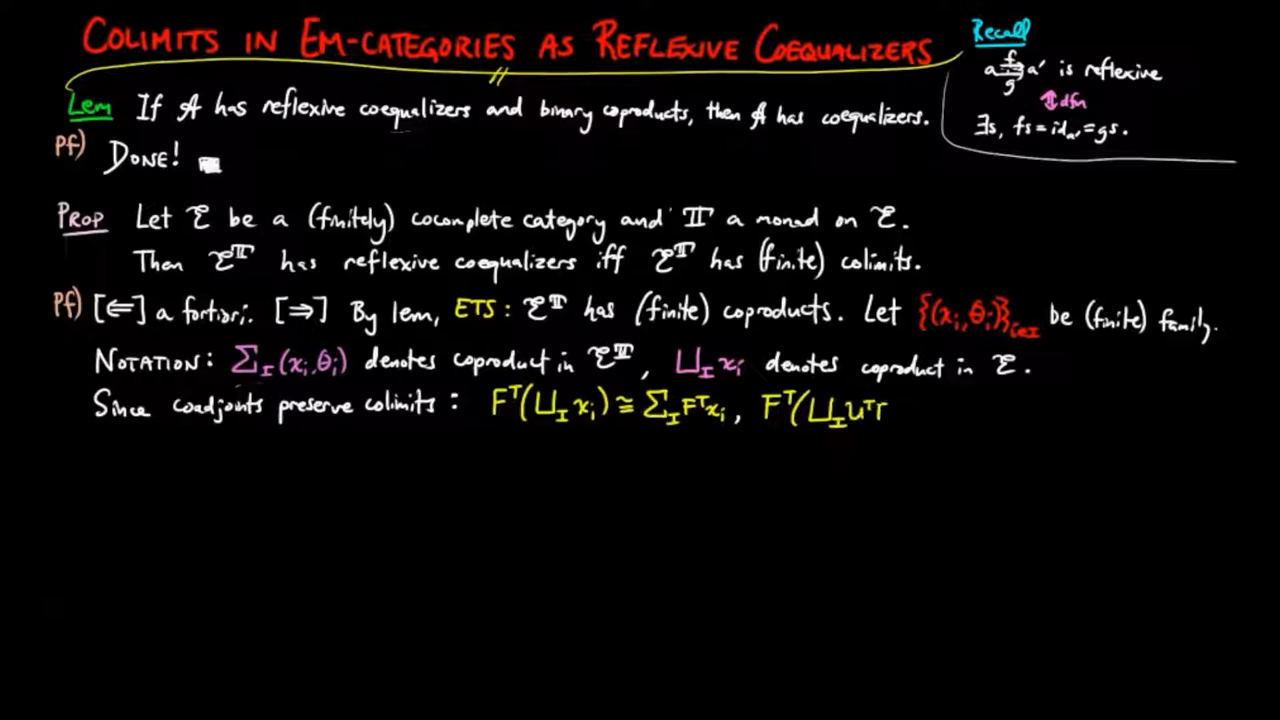 COLIMITS IN EM-CATEGORIES AS REFLEXIVE COEQUALIZERS
Recall
a ⇉ a' is reflexive
f
g
⇕ dfn
∃s, fs = id_a' = gs.
Lem If 𝒜 has reflexive coequalizers and binary coproducts, then 𝒜 has coequalizers.
Pf) DONE!
PROP Let ℰ be a (finitely) cocomplete category and 𝕋 a monad on ℰ.
Then ℰ^𝕋 has reflexive coequalizers iff ℰ^𝕋 has (finite) colimits.
Pf) [⇐] a fortiori. [⇒] By lem, ETS: ℰ^𝕋 has (finite) coproducts. Let {(x_i, θ_i)}_{i∈I} be (finite) family.
NOTATION: Σ_I (x_i, θ_i) denotes coproduct in ℰ^𝕋, ⨆_I x_i denotes coproduct in ℰ.
Since coadjoints preserve colimits: F^T(⨆_I x_i) ≅ Σ_I F^T x_i, F^T(⨆_I U^T